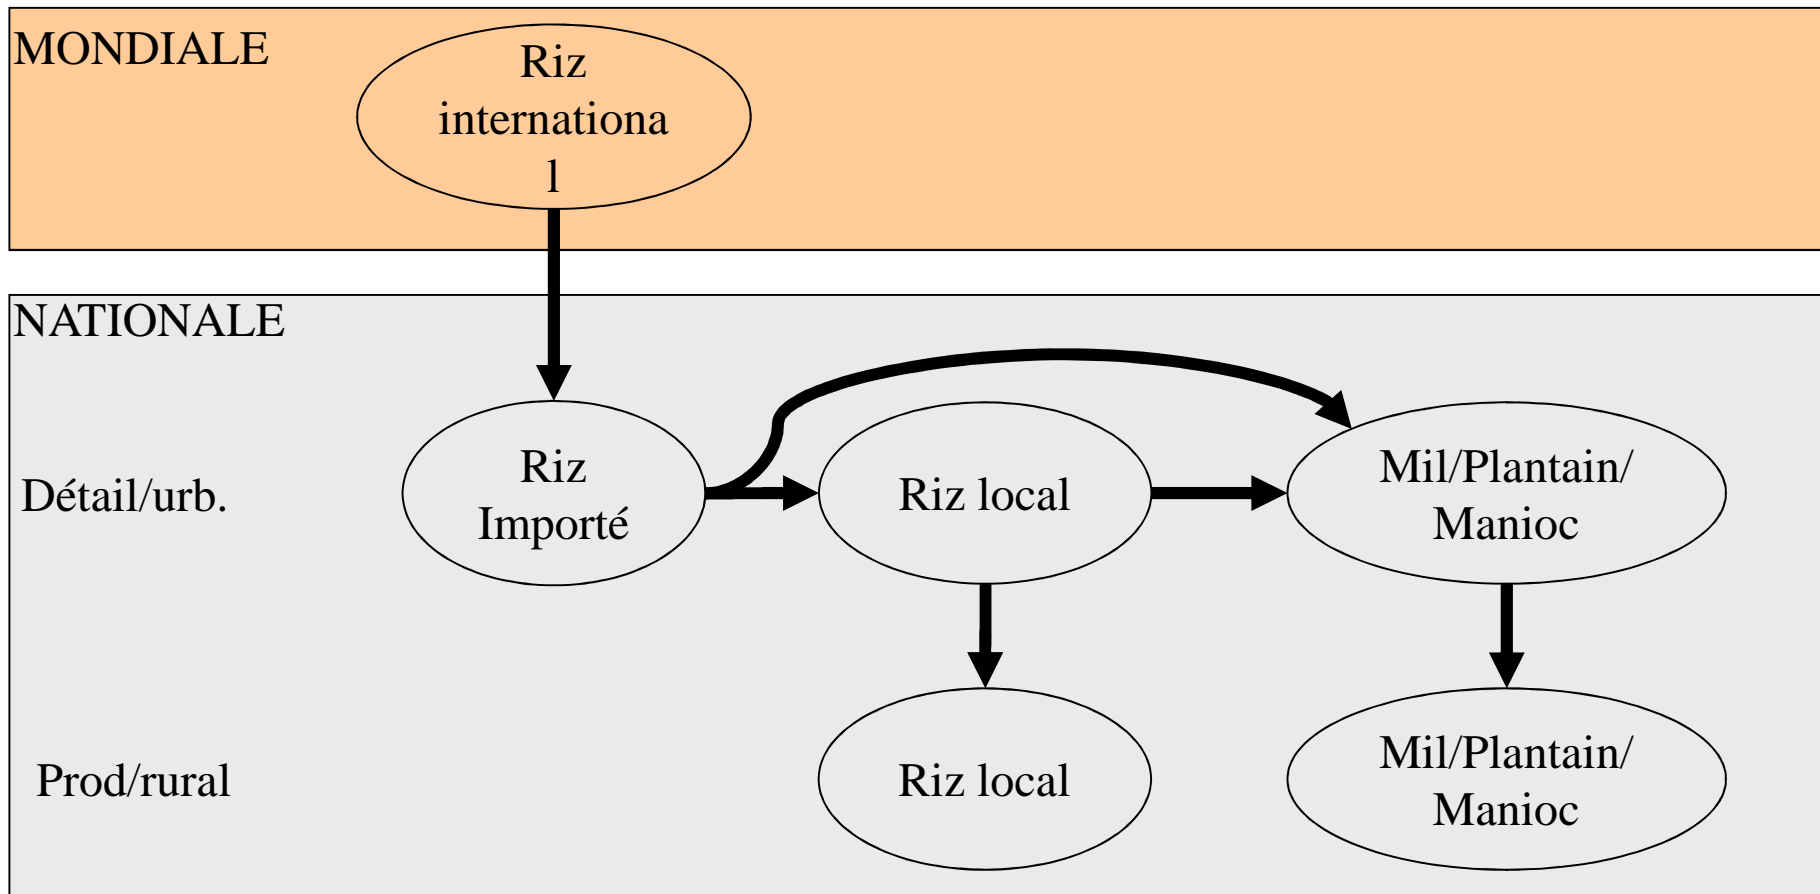 MONDIALE
Riz
internationa
l
NATIONALE
Détail/urb.
Riz
Importé
Riz local
Mil/Plantain/
Manioc
Prod/rural
Riz local
Mil/Plantain/
Manioc